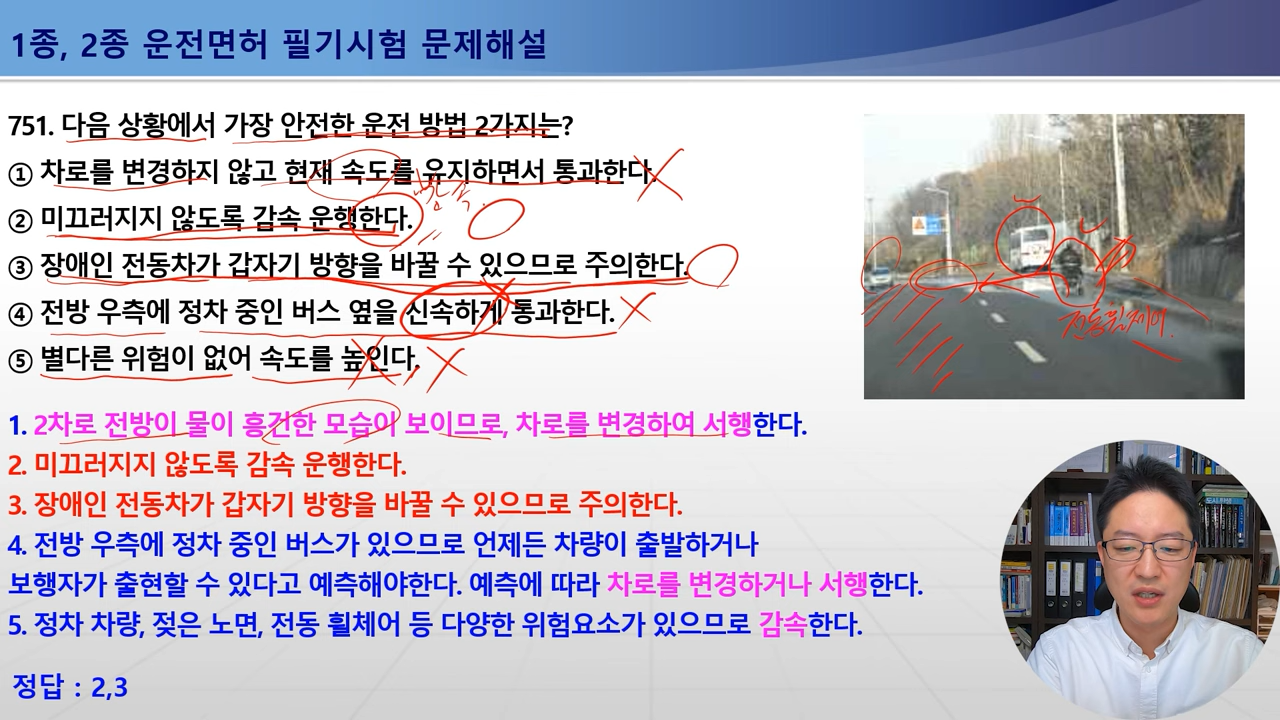 1종, 2종 운전면허 필기시험 문제해설
751. 다음 상황에서 가장 안전한 운전 방법 2가지는?
① 차로를 변경하지 않고 현재 속도를 유지하면서 통과한다.
감속.
② 미끄러지지 않도록 감속 운행한다.
③ 장애인 전동차가 갑자기 방향을 바꿀 수 있으므로 주의한다.
④ 전방 우측에 정차 중인 버스 옆을 신속하게 통과한다.
⑤ 별다른 위험이 없어 속도를 높인다.
전동휠체어.
1. 2차로 전방이 물이 흥건한 모습이 보이므로, 차로를 변경하여 서행한다.
2. 미끄러지지 않도록 감속 운행한다.
3. 장애인 전동차가 갑자기 방향을 바꿀 수 있으므로 주의한다.
4. 전방 우측에 정차 중인 버스가 있으므로 언제든 차량이 출발하거나
보행자가 출현할 수 있다고 예측해야한다. 예측에 따라 차로를 변경하거나 서행한다.
5. 정차 차량, 젖은 노면, 전동 휠체어 등 다양한 위험요소가 있으므로 감속한다.
정답 : 2,3